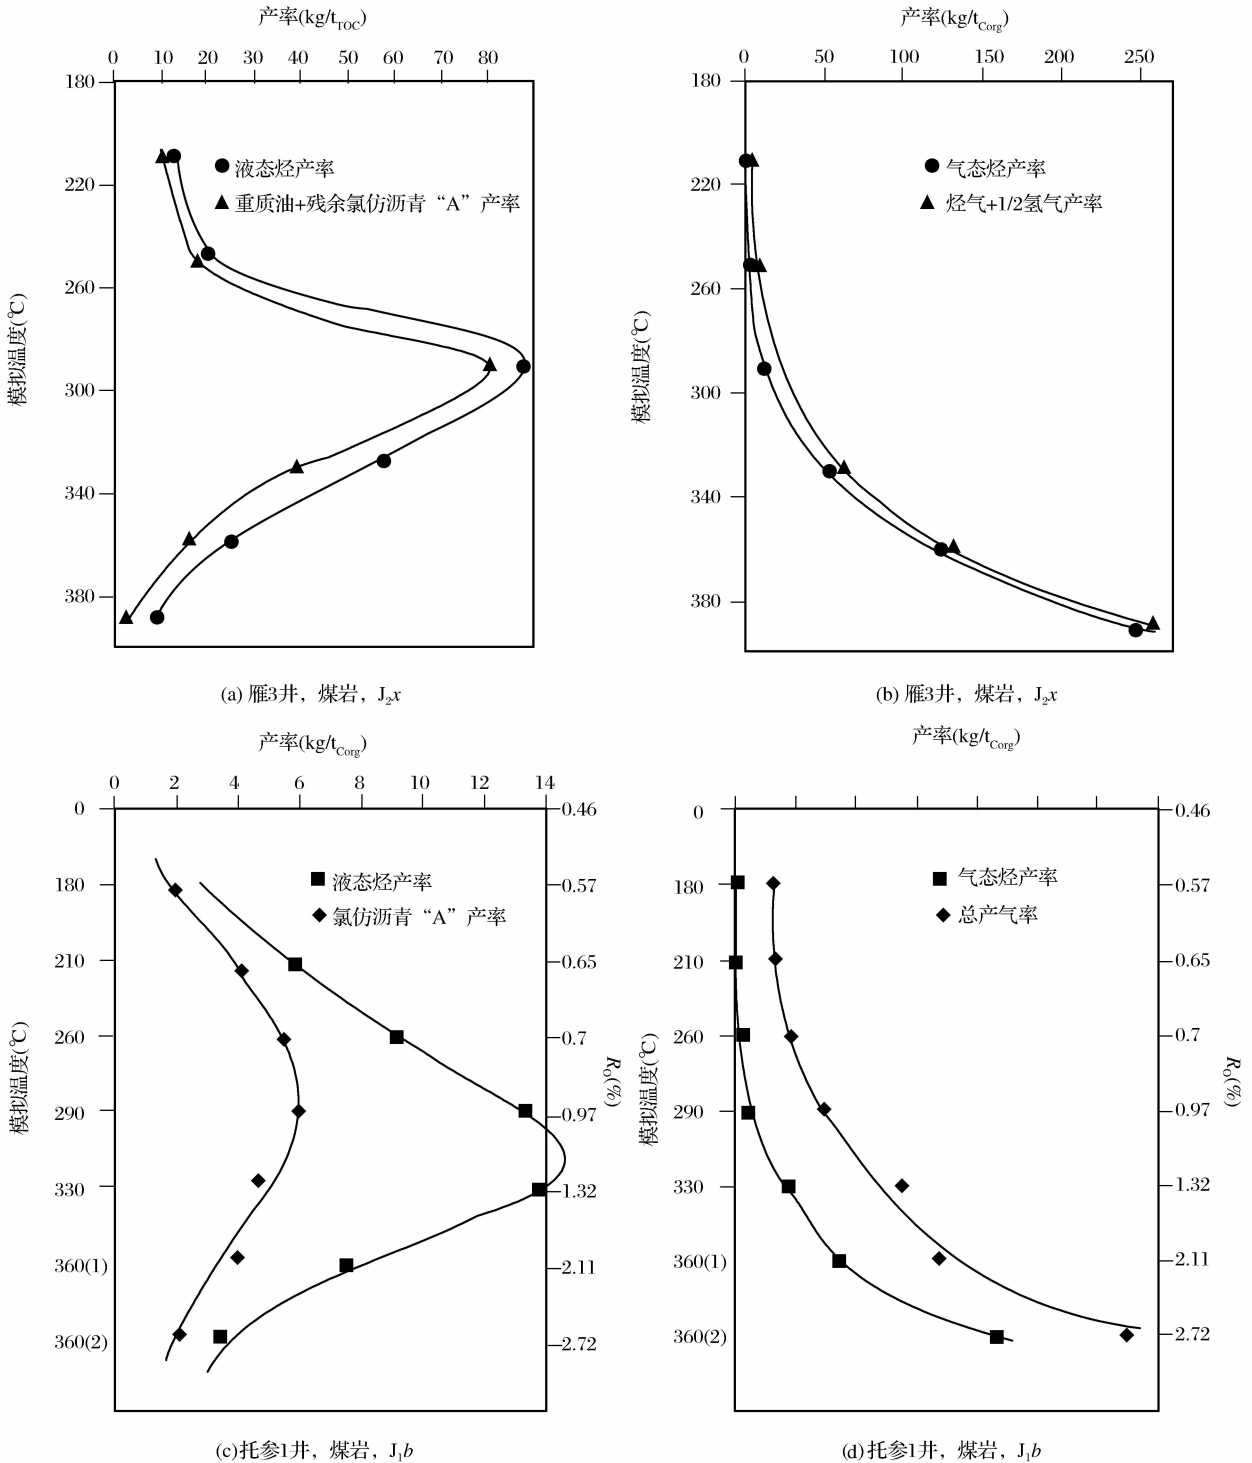 产率(kg/tTOC)
0 10 20 30 40 50 60 70 80
180
220
260
300
340
380
模拟温度(℃)
液态烃产率
重质油+残余氯仿沥青“A”产率
(a) 雁3井，煤岩，J2x
产率(kg/tCorg)
0 50 100 150 200 250
180
220
260
300
340
380
模拟温度(℃)
气态烃产率
烃气+1/2氢气产率
(b) 雁3井，煤岩，J2x
产率(kg/tCorg)
0 2 4 6 8 10 12 14
0
180
210
260
290
330
360(1)
360(2)
模拟温度(℃)
液态烃产率
氯仿沥青“A”产率
0.46
0.57
0.65
0.7
0.97
1.32
2.11
2.72
RO(%)
(c)托参1井，煤岩，J1b
产率(kg/tCorg)
0
180
210
260
290
330
360(1)
360(2)
模拟温度(℃)
气态烃产率
总产气率
0.46
0.57
0.65
0.7
0.97
1.32
2.11
2.72
RO(%)
(d)托参1井，煤岩，J1b